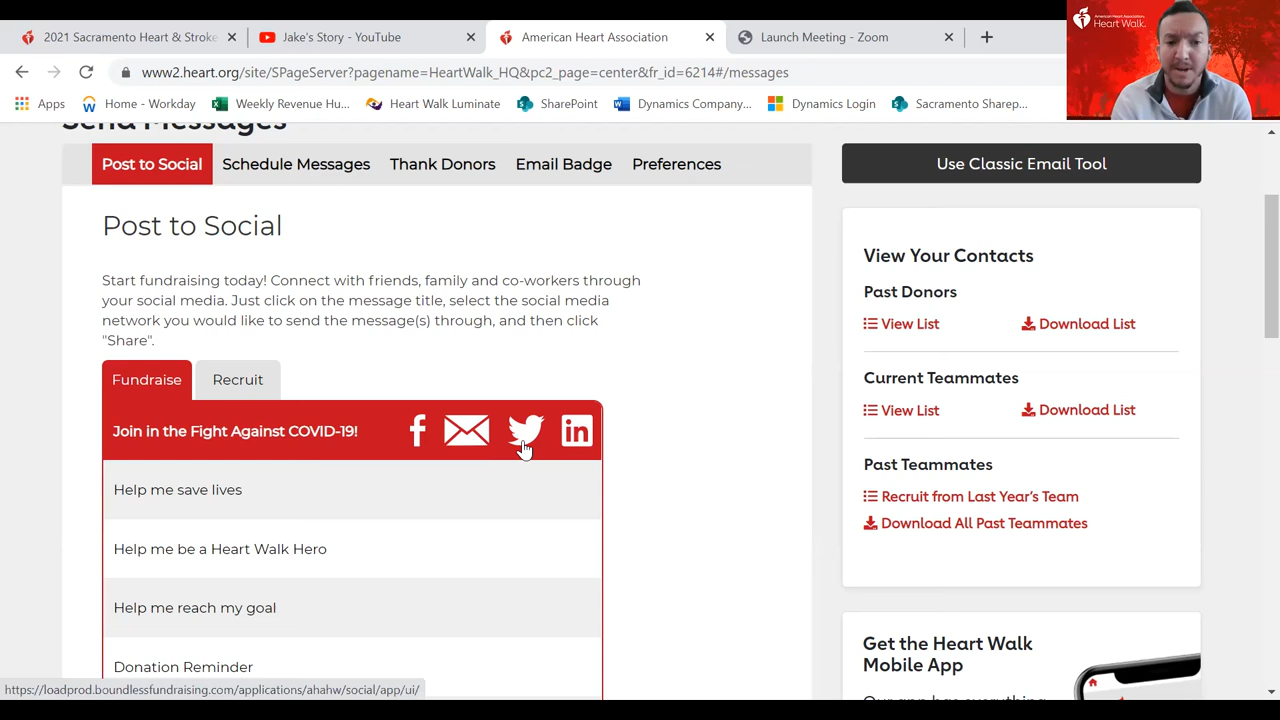 2021 Sacramento Heart & Stroke
Jake's Story - YouTube
American Heart Association
Launch Meeting - Zoom
American Heart Association.
Heart Walk.
www2.heart.org/site/SPageServer?pagename=HeartWalk_HQ&pc2_page=center&fr_id=6214#/messages
Apps
Home - Workday
Weekly Revenue Hu...
Heart Walk Luminate
SharePoint
Dynamics Company...
Dynamics Login
Sacramento Sharep...
Send Messages
Post to Social
Schedule Messages
Thank Donors
Email Badge
Preferences
Use Classic Email Tool
Post to Social
Start fundraising today! Connect with friends, family and co-workers through
your social media. Just click on the message title, select the social media
network you would like to send the message(s) through, and then click
"Share".
Fundraise
Recruit
Join in the Fight Against COVID-19!
Help me save lives
Help me be a Heart Walk Hero
Help me reach my goal
Donation Reminder
View Your Contacts
Past Donors
View List
Download List
Current Teammates
View List
Download List
Past Teammates
Recruit from Last Year's Team
Download All Past Teammates
Get the Heart Walk
Mobile App
Our app has everything
https://loadprod.boundlessfundraising.com/applications/ahahw/social/app/ui/